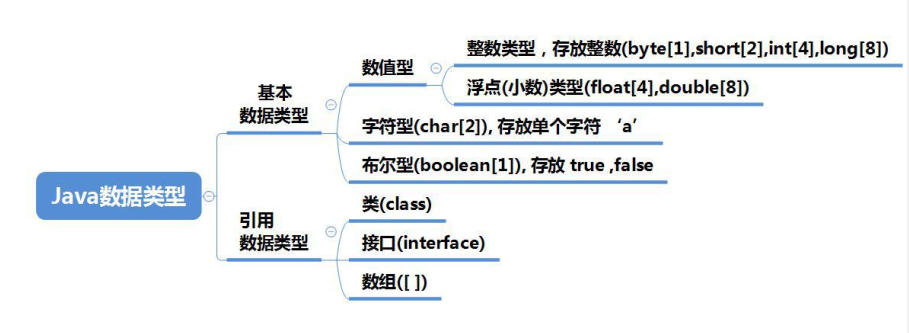 Java数据类型
基本
数据类型
数值型
整数类型，存放整数(byte[1],short[2],int[4],long[8])
浮点(小数)类型(float[4],double[8])
字符型(char[2]), 存放单个字符 ‘a’
布尔型(boolean[1]), 存放 true ,false
引用
数据类型
类(class)
接口(interface)
数组([ ])